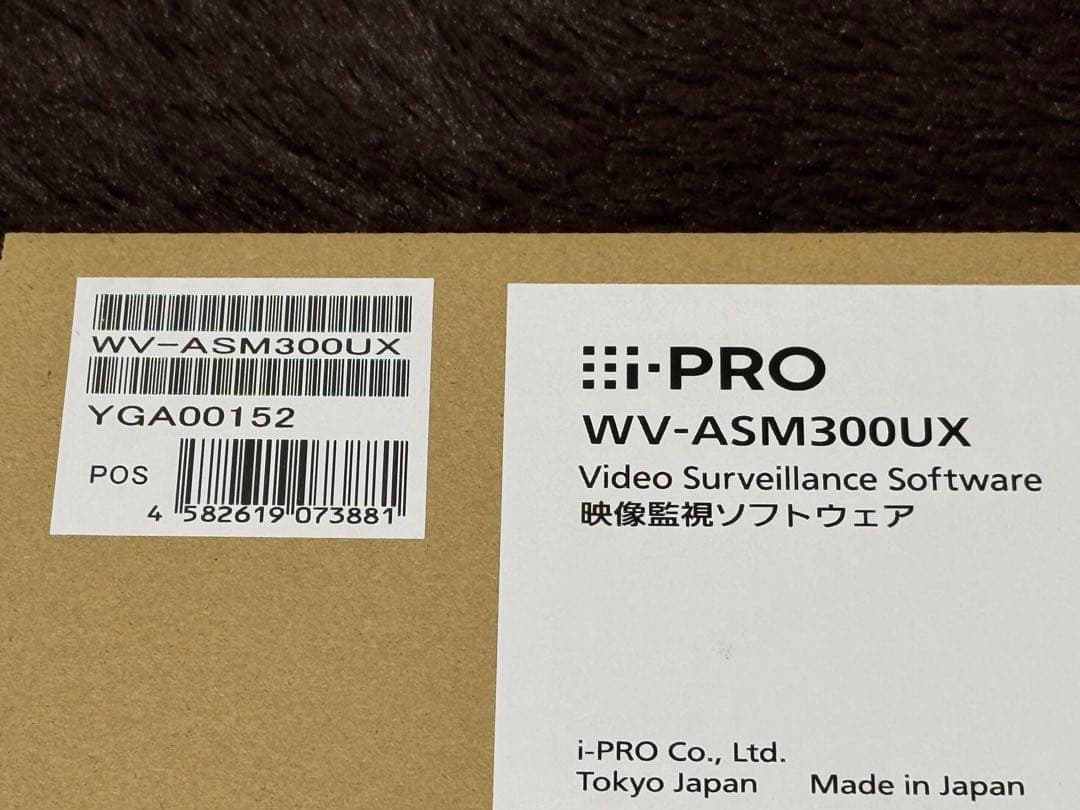 WV-ASM300UX
YGA00152
POS
4 582619 073881
i-PRO
WV-ASM300UX
Video Surveillance Software
映像監視ソフトウェア
i-PRO Co., Ltd.
Tokyo Japan Made in Japan